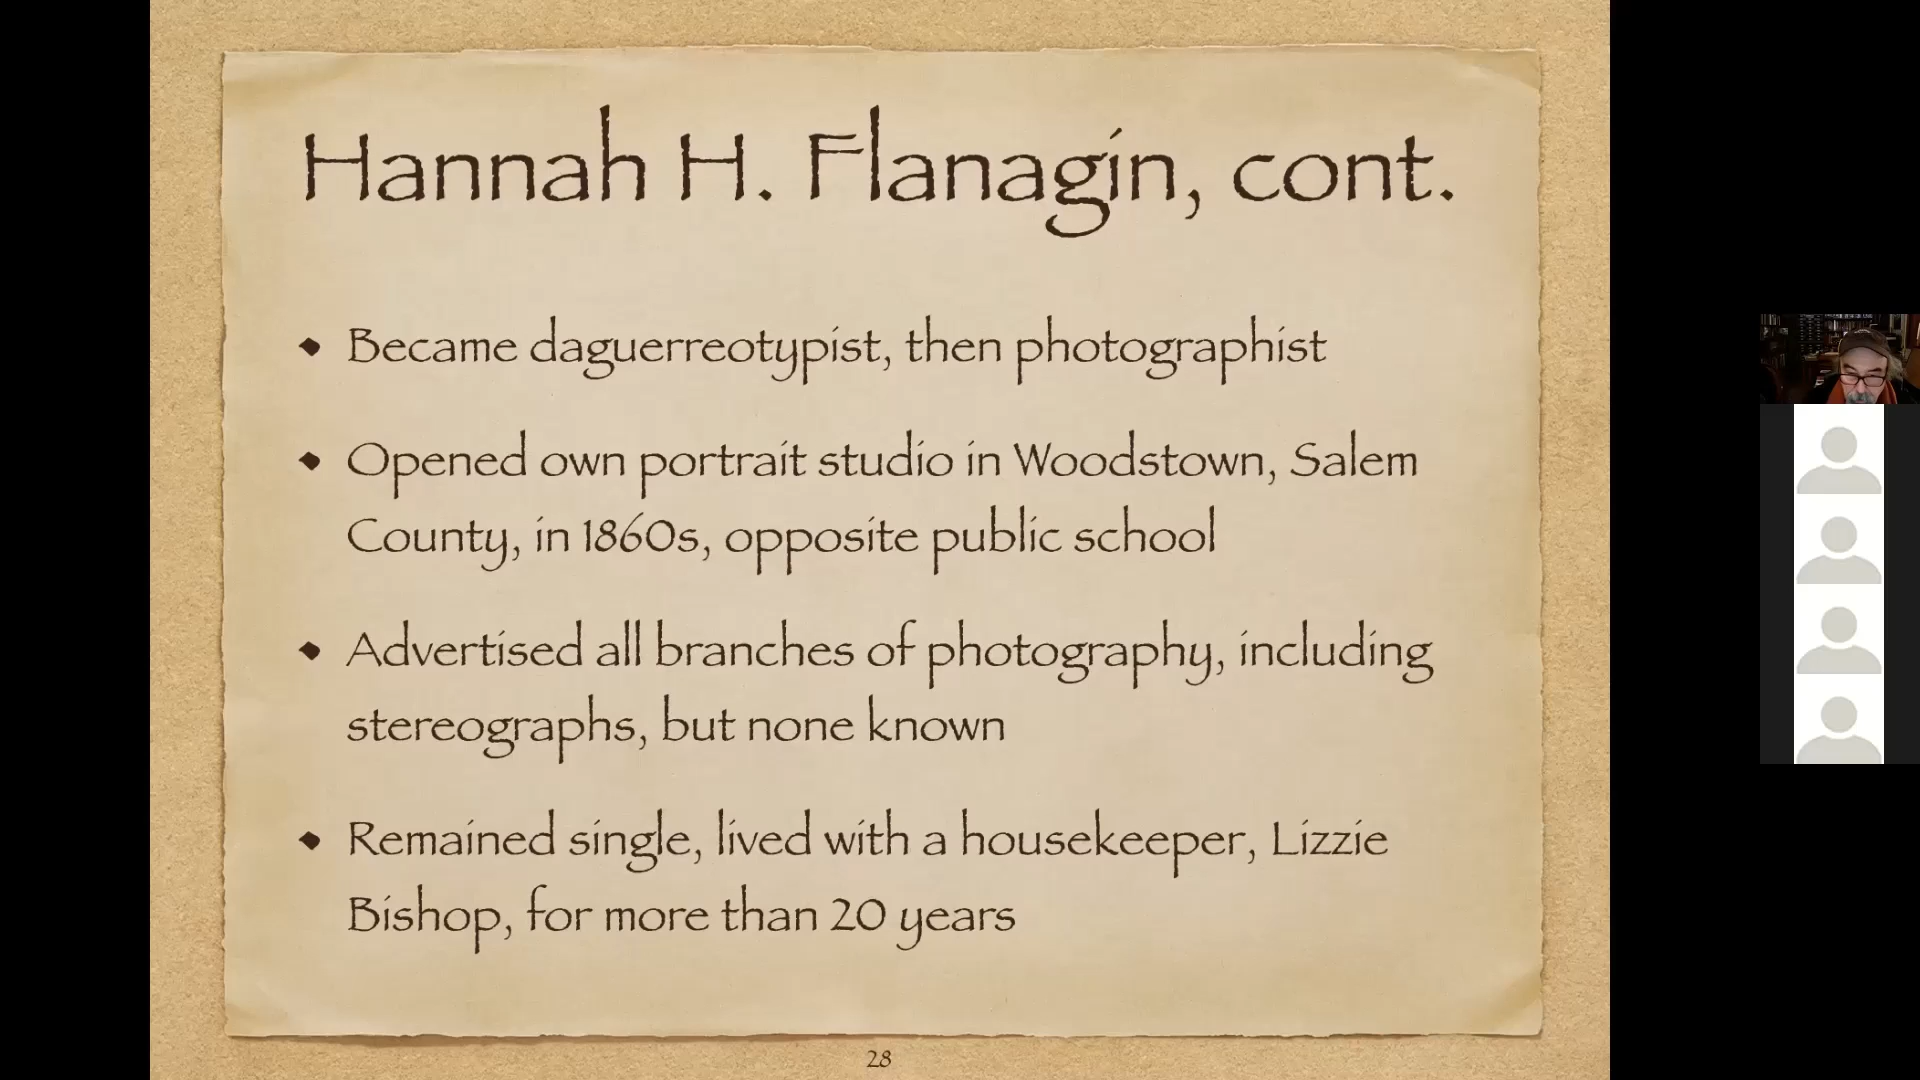 Hannah H. Flanagin, cont.
• Became daguerreotypist, then photographist
• Opened own portrait studio in Woodstown, Salem
County, in 1860s, opposite public school
• Advertised all branches of photography, including
stereographs, but none known
• Remained single, lived with a housekeeper, Lizzie
Bishop, for more than 20 years
28